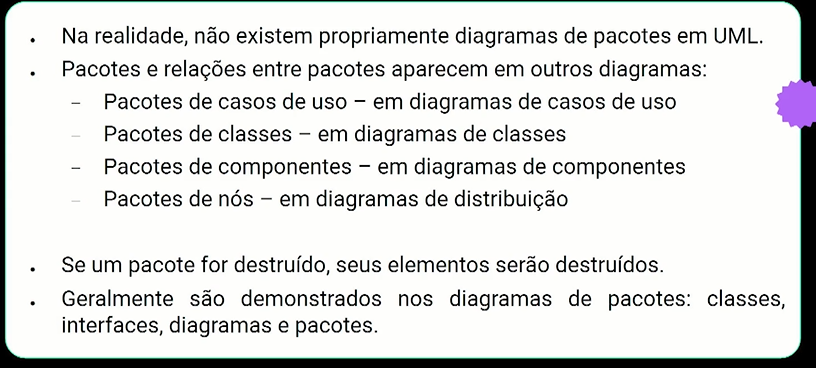 • Na realidade, não existem propriamente diagramas de pacotes em UML.
• Pacotes e relações entre pacotes aparecem em outros diagramas:
– Pacotes de casos de uso – em diagramas de casos de uso
– Pacotes de classes – em diagramas de classes
– Pacotes de componentes – em diagramas de componentes
– Pacotes de nós – em diagramas de distribuição
• Se um pacote for destruído, seus elementos serão destruídos.
• Geralmente são demonstrados nos diagramas de pacotes: classes,
interfaces, diagramas e pacotes.